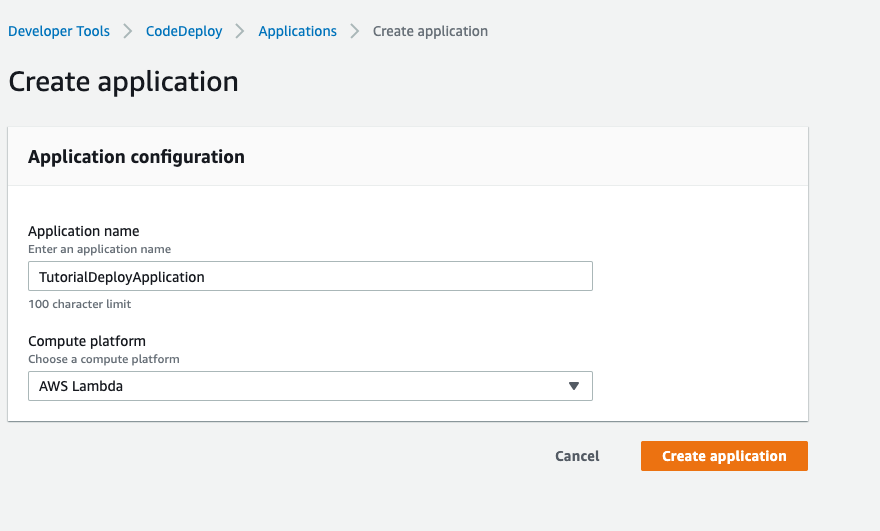 Developer Tools CodeDeploy Applications Create application
Create application
Application configuration
Application name
Enter an application name
TutorialDeployApplication
100 character limit
Compute platform
Choose a compute platform
AWS Lambda
Cancel Create application